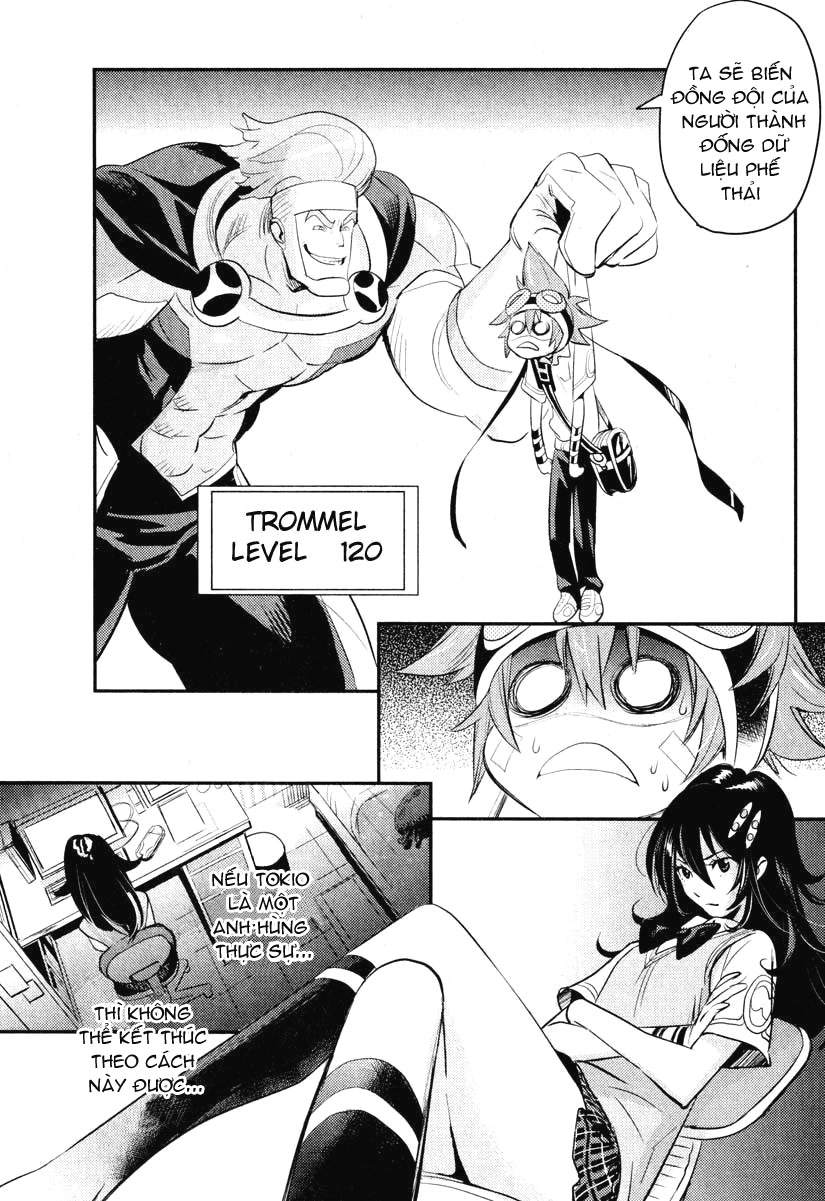 TA SẼ BIẾN
ĐỒNG ĐỘI CỦA
NGƯỜI THÀNH
ĐỐNG DỮ
LIỆU PHẾ
THẢI
TROMMEL
LEVEL 120
NẾU TOKIO
LÀ MỘT
ANH HÙNG
THỰC SỰ...
THÌ KHÔNG
THỂ KẾT THÚC
THEO CÁCH
NÀY ĐƯỢC...